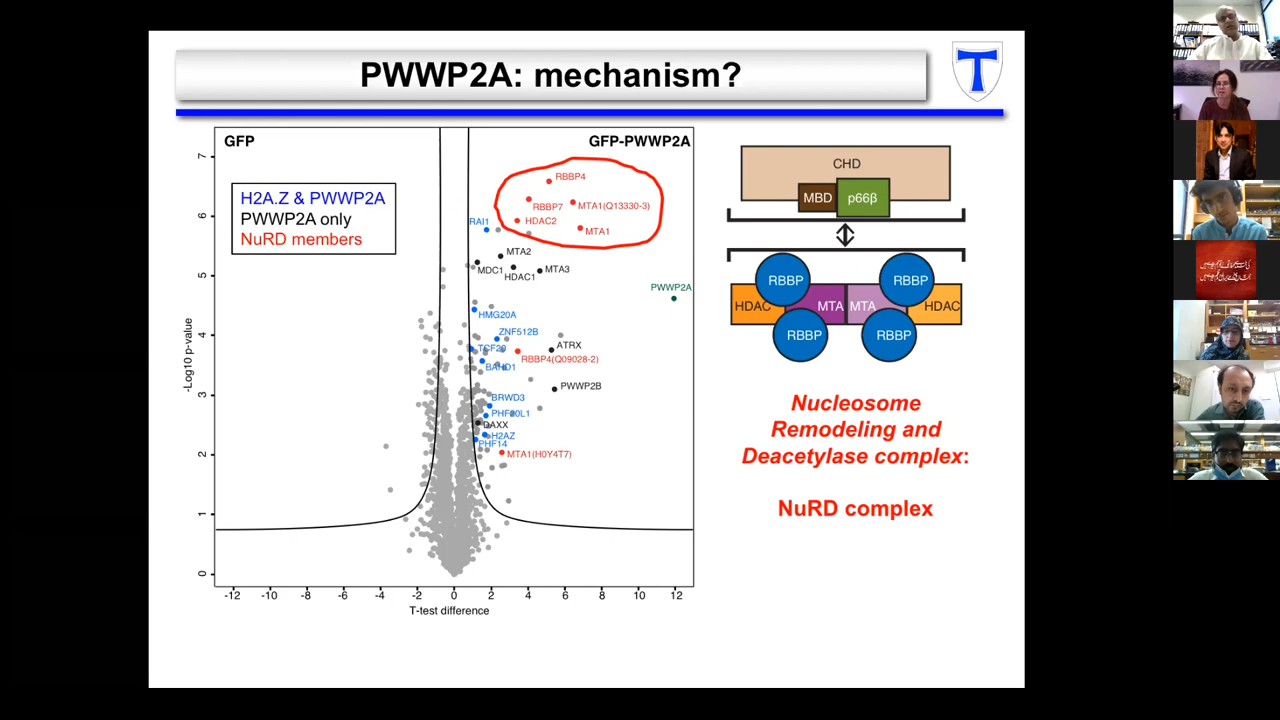 PWWP2A: mechanism?
T
GFP
GFP-PWWP2A
H2A.Z & PWWP2A
PWWP2A only
NuRD members
RBBP4
RBBP7
MTA1(Q13330-3)
HDAC2
MTA1
RAI1
MTA2
MDC1
HDAC1
MTA3
PWWP2A
HMG20A
ZNF512B
TCF20
ATRX
RBBP4(Q09028-2)
BAHD1
PWWP2B
BRWD3
PHF20L1
DAXX
H2AZ
PHF14
MTA1(H0Y4T7)
7
6
5
4
3
2
1
0
-Log10 p-value
-12 -10 -8 -6 -4 -2 0 2 4 6 8 10 12
T-test difference
CHD
MBD p66β
RBBP RBBP
HDAC MTA MTA HDAC
RBBP RBBP
Nucleosome
Remodeling and
Deacetylase complex:
NuRD complex